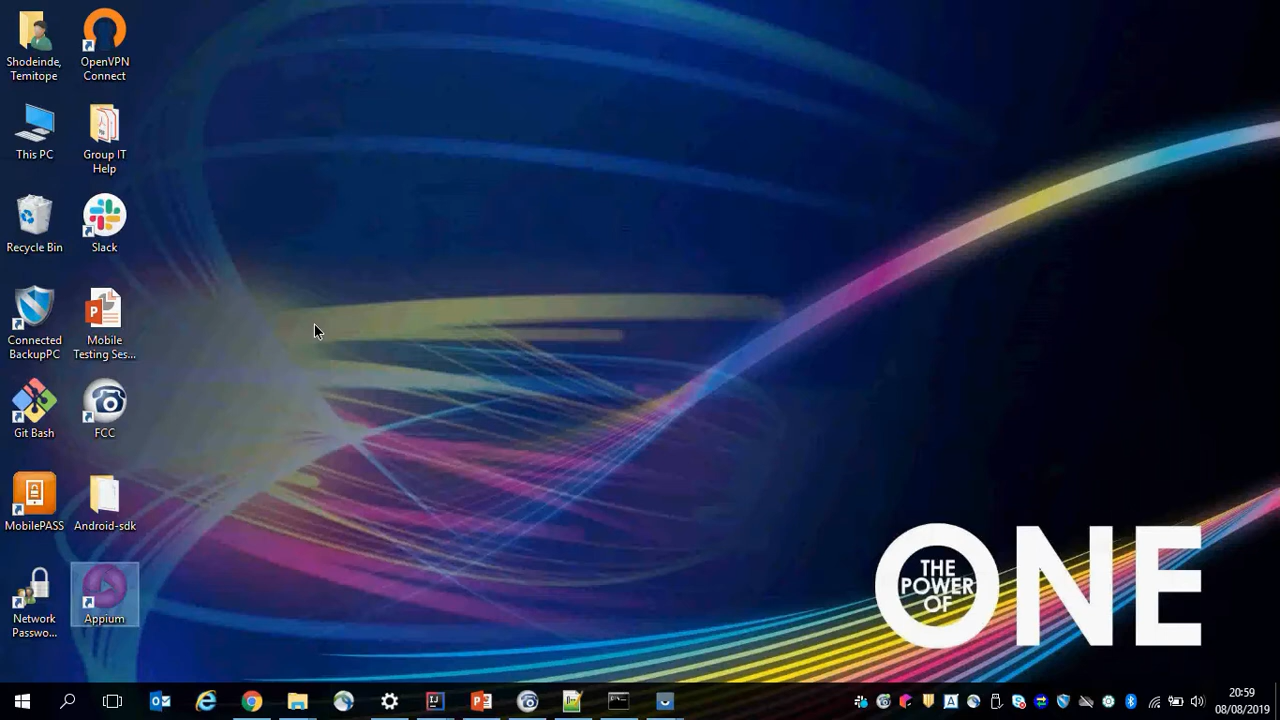 Shodeinde,
Temitope
OpenVPN
Connect
This PC
Group IT
Help
Recycle Bin
Slack
Connected
BackupPC
Mobile
Testing Ses...
Git Bash
FCC
MobilePASS
Android-sdk
Network
Passwo...
Appium
THE
POWER
OF
ONE
20:59
08/08/2019